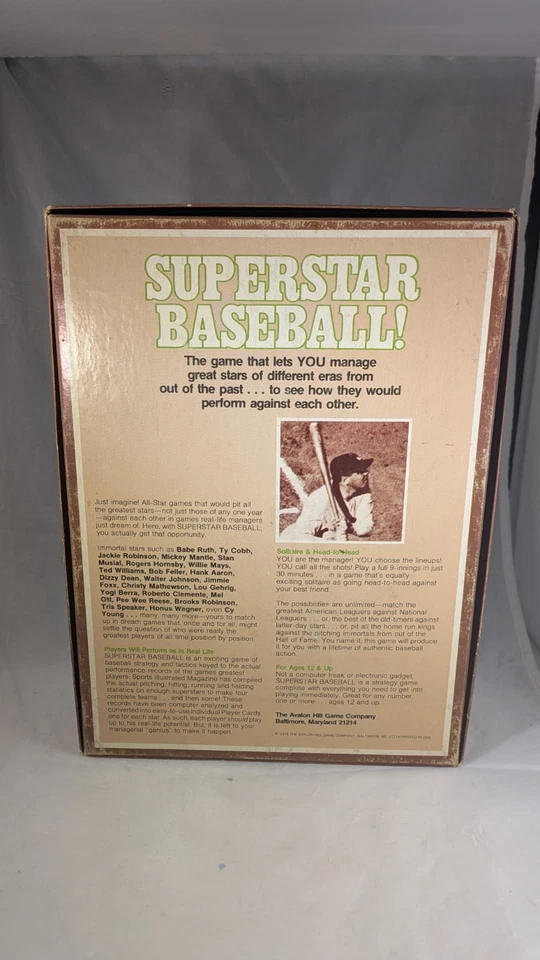 SUPERSTAR
BASEBALL!
The game that lets YOU manage
great stars of different eras from
out of the past . . . to see how they would
perform against each other.
Just imagine! All-Star games that would pit all
the greatest stars—not just those of any one year
—against each other in games real-life managers
just dream of. Here, with SUPERSTAR BASEBALL,
you actually get that opportunity.
Immortal stars such as Babe Ruth, Ty Cobb,
Jackie Robinson, Mickey Mantle, Stan
Musial, Rogers Hornsby, Willie Mays,
Ted Williams, Bob Feller, Hank Aaron,
Dizzy Dean, Walter Johnson, Jimmie
Foxx, Christy Mathewson, Lou Gehrig,
Yogi Berra, Roberto Clemente, Mel
Ott, Pee Wee Reese, Brooks Robinson,
Tris Speaker, Honus Wagner, even Cy
Young . . . many, many more—yours to match
up in dream games that, once and for all, might
settle the question of who were really the
greatest players of all time position by position.
Players Will Perform as in Real Life
SUPERSTAR BASEBALL is an exciting game of
baseball strategy and tactics keyed to the actual
performance records of the games greatest
players. Sports Illustrated Magazine has compiled
the actual pitching, hitting, running and fielding
statistics on enough superstars to make four
complete teams . . . and then some! These
records have been computer analyzed and
converted into easy-to-use individual Player Cards,
one for each star. As such, each player should play
up to his real-life potential. But, it is left to your
managerial "genius" to make it happen.
Solitaire & Head-to-Head
YOU are the manager! YOU choose the lineups!
YOU call all the shots! Play a full 9-innings in just
30 minutes . . . in a game that's equally
exciting solitaire as going head-to-head against
your best friend.
The possibilities are unlimited—match the
greatest American Leaguers against National
Leaguers . . . or, the best of the old-timers against
latter-day stars . . . or, pit all the home run kings
against the pitching immortals from out of the
Hall of Fame. You name it, this game will produce
it for you with a lifetime of authentic baseball
action.
For Ages 12 & Up
Not a computer freak or electronic gadget,
SUPERSTAR BASEBALL is a strategy game
complete with everything you need to get into
playing immediately. Great for any number:
one or more . . . ages 12 and up.
The Avalon Hill Game Company
Baltimore, Maryland 21214
THE AVALON HILL GAME COMPANY, BALTIMORE, MD.